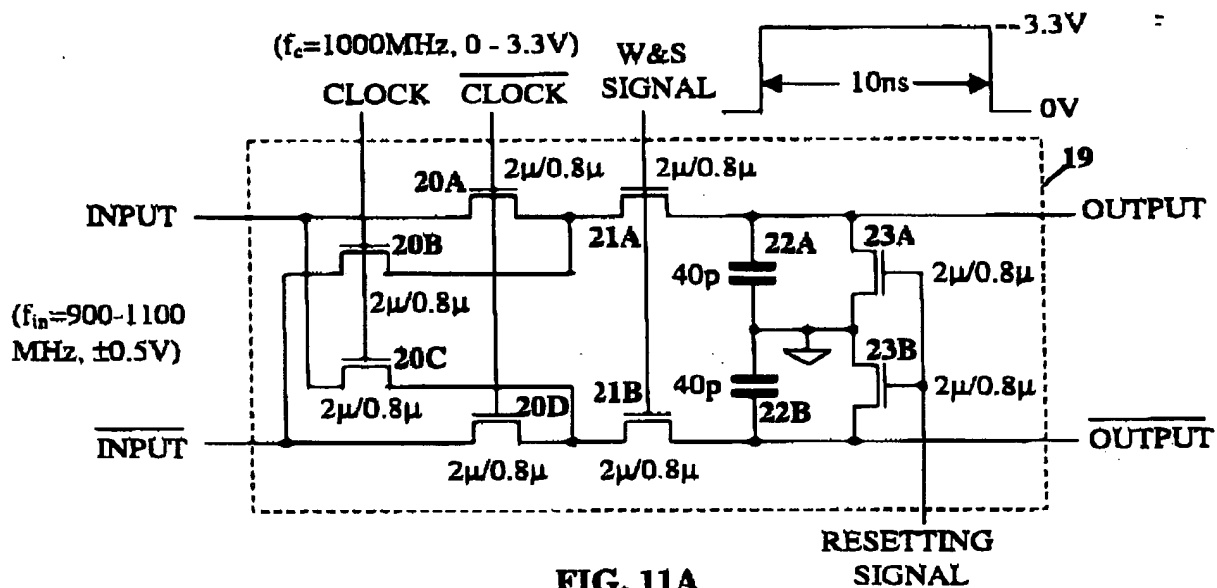 (f_c=1000MHz, 0 - 3.3V)
CLOCK
CLOCK
W&S
SIGNAL
3.3V
10ns
0V
19
2μ/0.8μ
2μ/0.8μ
20A
INPUT
OUTPUT
21A
22A
23A
20B
40p
2μ/0.8μ
2μ/0.8μ
(f_in=900-1100
MHz, ±0.5V)
20C
23B
21B
40p
2μ/0.8μ
2μ/0.8μ
20D
22B
INPUT
OUTPUT
2μ/0.8μ
2μ/0.8μ
RESETTING
SIGNAL
FIG. 11A